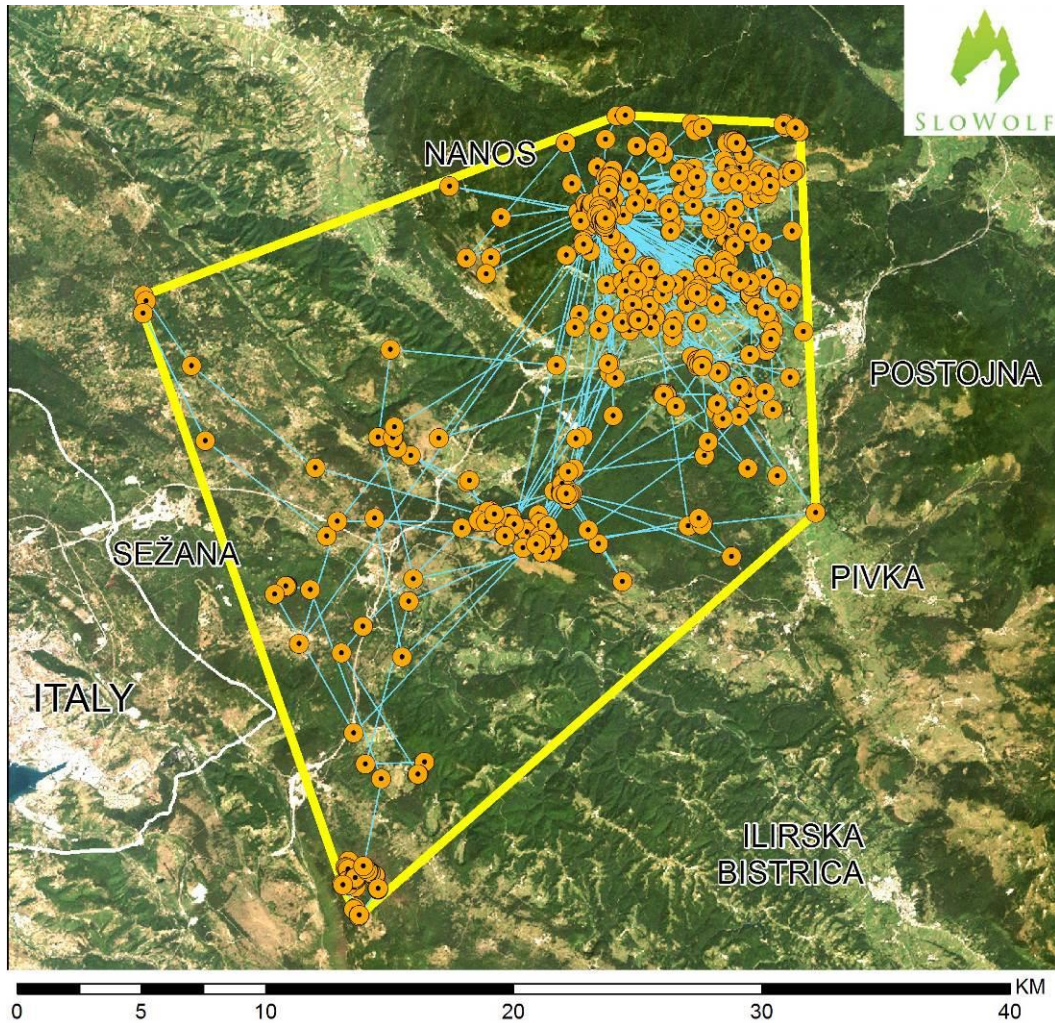 SLOWOLF
NANOS
POSTOJNA
SEŽANA
PIVKA
ITALY
ILIRSKA
BISTRICA
KM
0 5 10 20 30 40